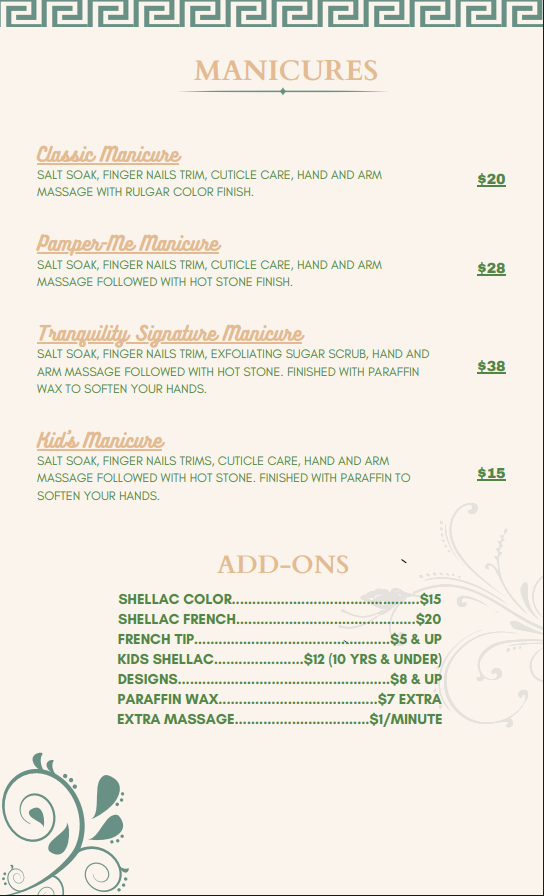 MANICURES
Classic Manicure
SALT SOAK, FINGER NAILS TRIM, CUTICLE CARE, HAND AND ARM
MASSAGE WITH RULGAR COLOR FINISH.
$20
Pamper-Me Manicure
SALT SOAK, FINGER NAILS TRIM, CUTICLE CARE, HAND AND ARM
MASSAGE FOLLOWED WITH HOT STONE FINISH.
$28
Tranquility Signature Manicure
SALT SOAK, FINGER NAILS TRIM, EXFOLIATING SUGAR SCRUB, HAND AND
ARM MASSAGE FOLLOWED WITH HOT STONE. FINISHED WITH PARAFFIN
WAX TO SOFTEN YOUR HANDS.
$38
Kid's Manicure
SALT SOAK, FINGER NAILS TRIMS, CUTICLE CARE, HAND AND ARM
MASSAGE FOLLOWED WITH HOT STONE. FINISHED WITH PARAFFIN TO
SOFTEN YOUR HANDS.
$15
ADD-ONS
SHELLAC COLOR..............................................$15
SHELLAC FRENCH............................................$20
FRENCH TIP................................................$5 & UP
KIDS SHELLAC......................$12 (10 YRS & UNDER)
DESIGNS....................................................$8 & UP
PARAFFIN WAX.......................................$7 EXTRA
EXTRA MASSAGE.................................$1/MINUTE